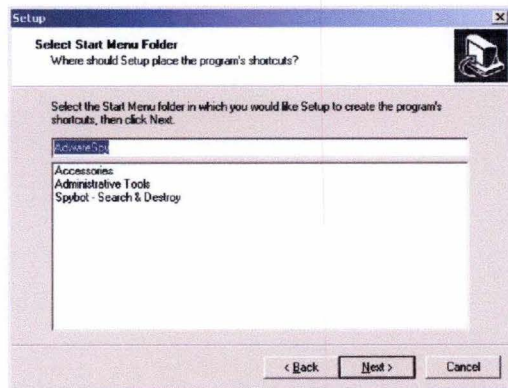 Setup
Select Start Menu Folder
Where should Setup place the program's shortcuts?
Select the Start Menu folder in which you would like Setup to create the program's
shortcuts, then click Next.
AdwareSpy
Accessories
Administrative Tools
Spybot - Search & Destroy
< Back
Next >
Cancel